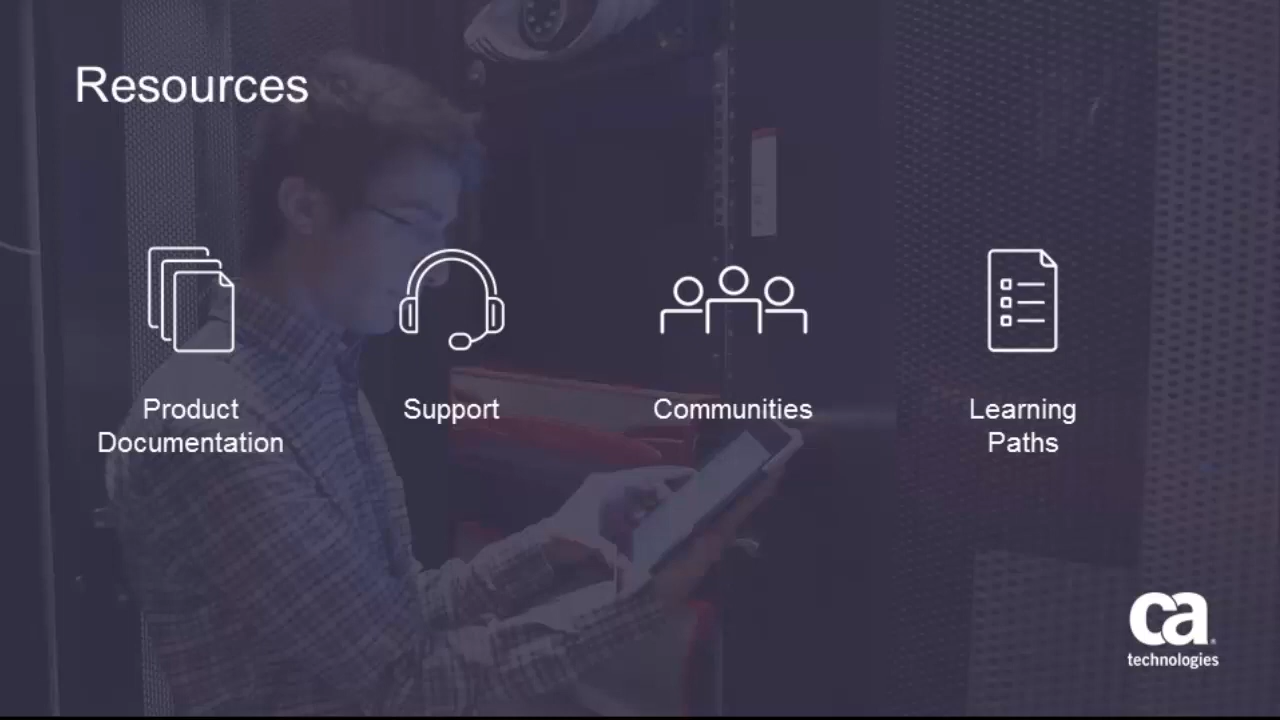 Resources
Product
Documentation
Support
Communities
Learning
Paths
ca
technologies